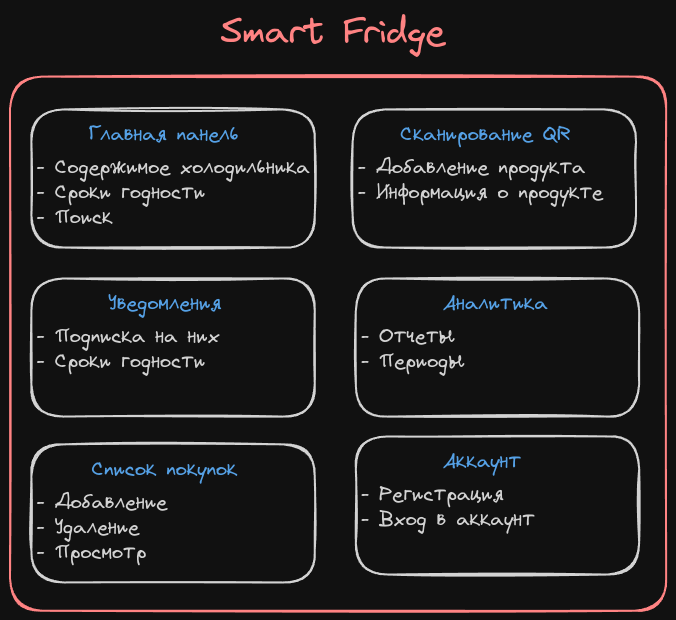 Smart Fridge
Главная панель
- Содержимое холодильника
- Сроки годности
- Поиск
Сканирование QR
- Добавление продукта
- Информация о продукте
Уведомления
- Подписка на них
- Сроки годности
Аналитика
- Отчеты
- Периоды
Список покупок
- Добавление
- Удаление
- Просмотр
Аккаунт
- Регистрация
- Вход в аккаунт